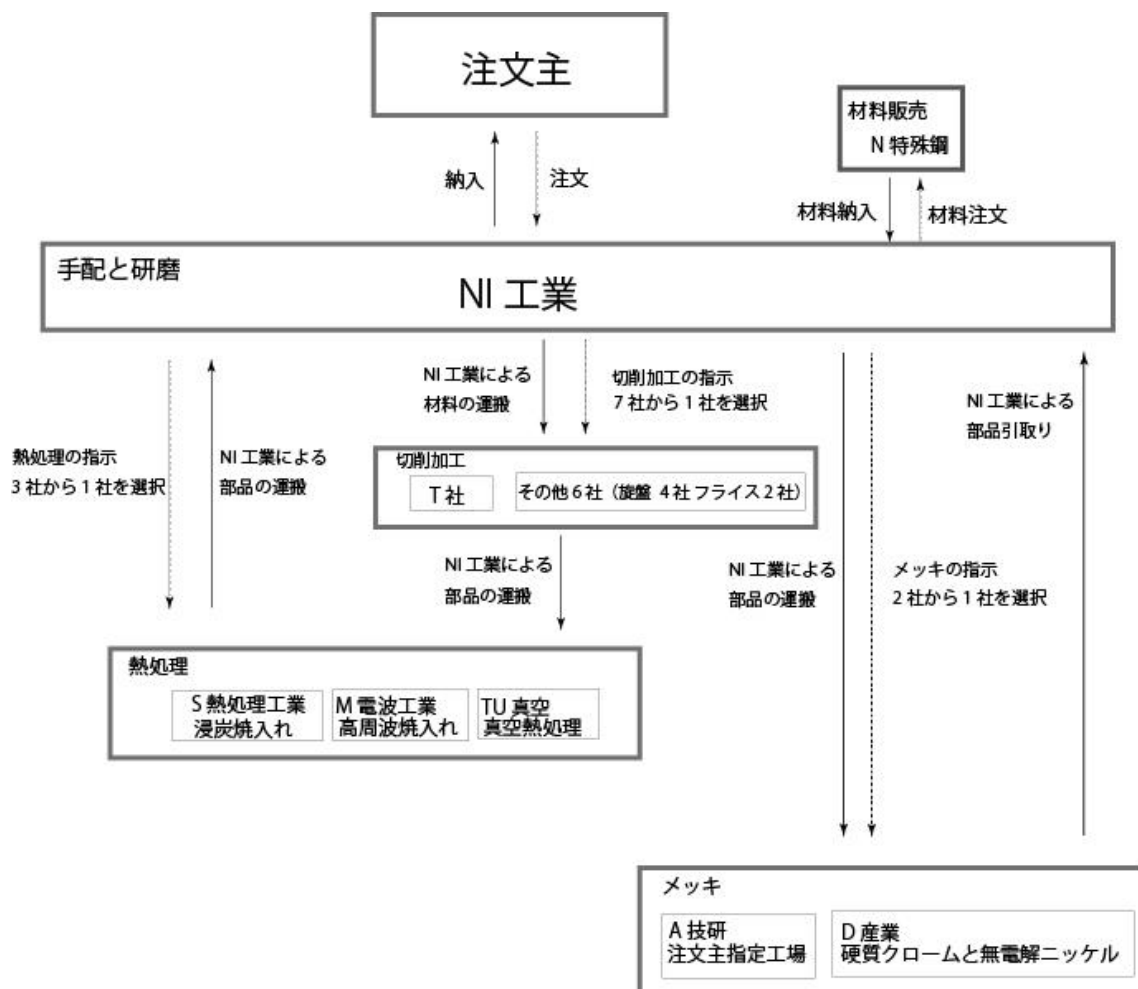 注文主
材料販売
N 特殊鋼
納入
注文
材料納入
材料注文
手配と研磨
NI 工業
熱処理の指示
3 社から 1 社を選択
NI 工業による
部品の運搬
NI 工業による
材料の運搬
切削加工の指示
7 社から 1 社を選択
切削加工
T 社
その他 6 社（旋盤 4 社 フライス 2 社）
NI 工業による
部品の運搬
NI 工業による
部品の運搬
メッキの指示
2 社から 1 社を選択
NI 工業による
部品引取り
熱処理
S 熱処理工業
浸炭焼入れ
M 電波工業
高周波焼入れ
TU 真空
真空熱処理
メッキ
A 技研
注文主指定工場
D 産業
硬質クロームと無電解ニッケル